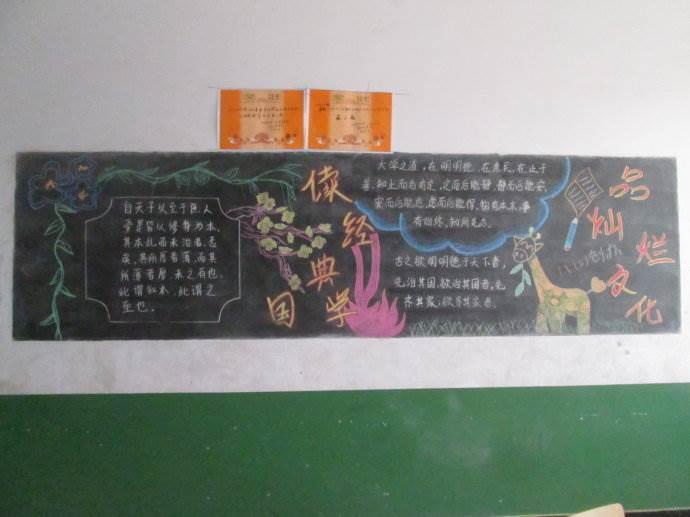 自天子以至于庶人
壹是皆以修身为本,
其本乱而末治者,否
矣,其所厚者薄,而其
所薄者厚,未之有也,
此谓知本,此谓之
至也。
读经典
国学
大学之道,在明明德,在亲民,在止于
善,知止而后有定,定而后能静,静而后能安,
安而后能虑,虑而后能得,物有本末,事
有始终,知所先后。
古之欲明明德于天下者,
先治其国,欲治其国者,先
齐其家;欲齐其家者
品灿烂文化
创办